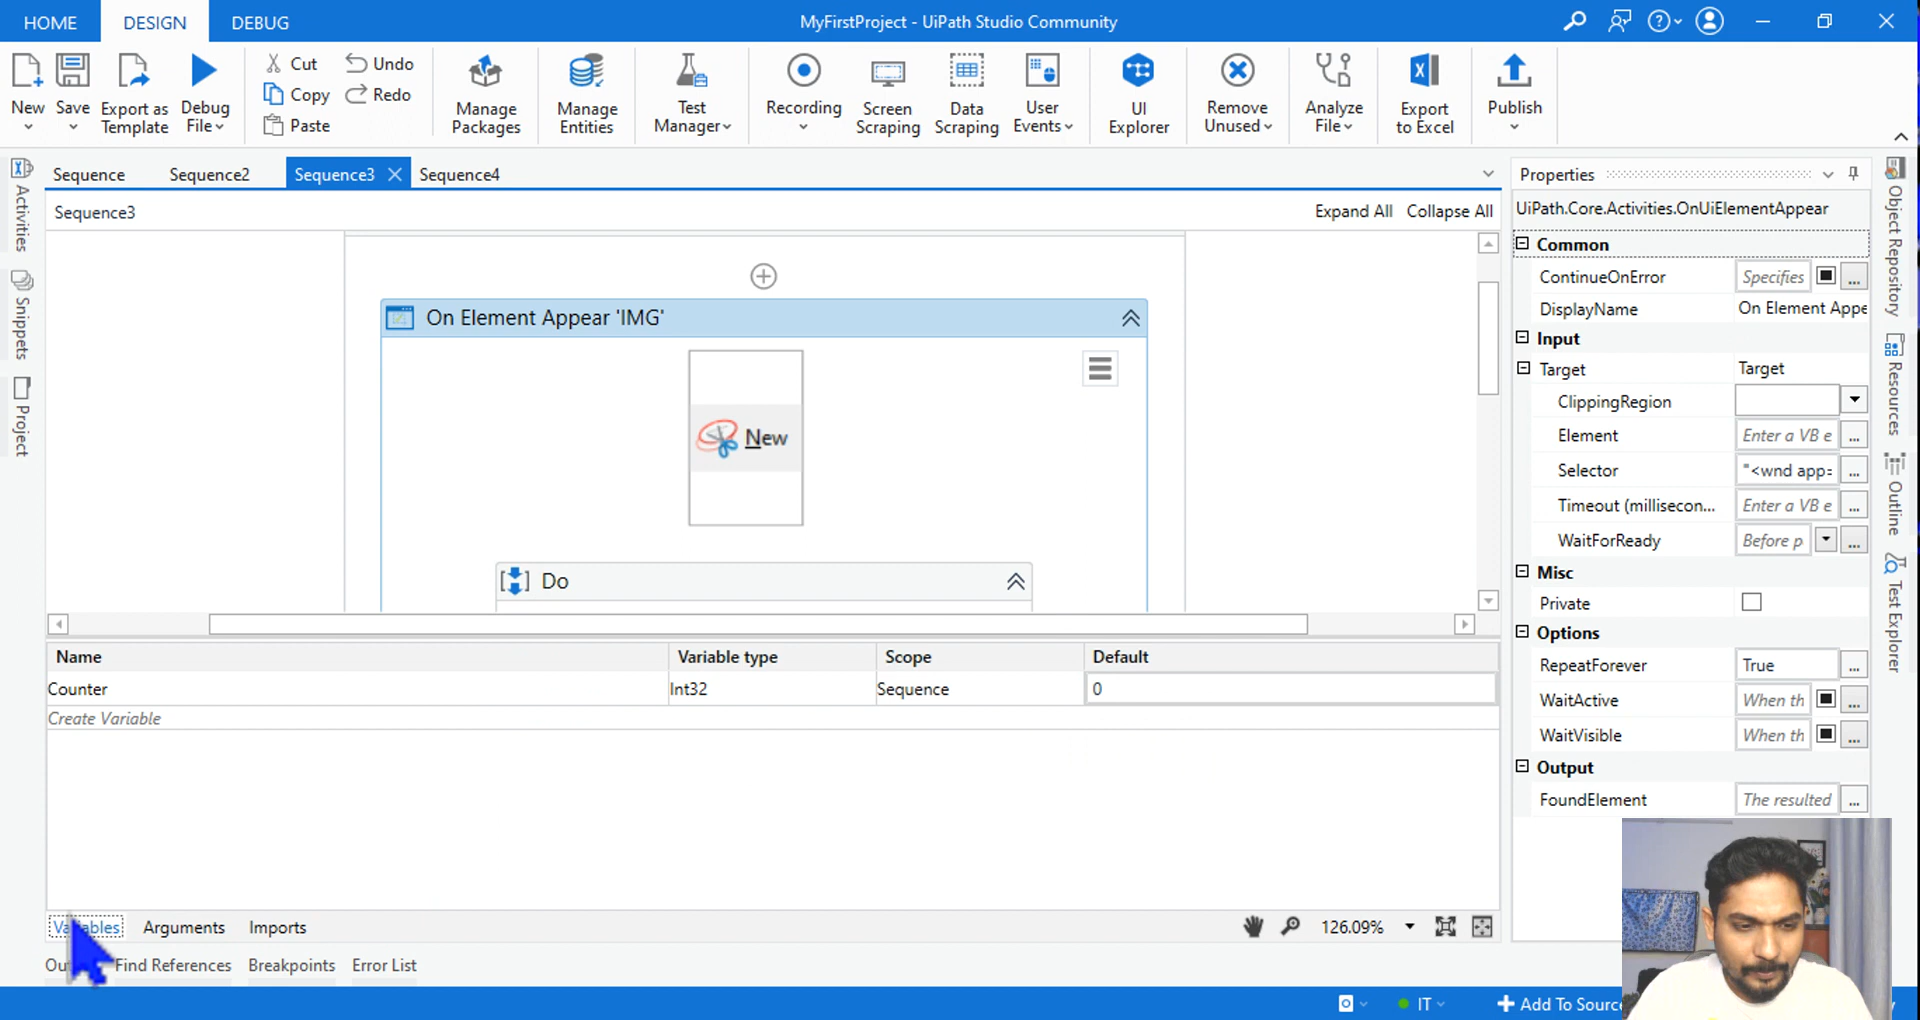 HOME DESIGN DEBUG MyFirstProject - UiPath Studio Community
New Save Export as Template Debug File
Cut Copy Paste Undo Redo
Manage Packages
Manage Entities
Test Manager
Recording
Screen Scraping
Data Scraping
User Events
UI Explorer
Remove Unused
Analyze File
Export to Excel
Publish
Activities
Snippets
Project
Sequence Sequence2 Sequence3 Sequence4
Sequence3 Expand All Collapse All
On Element Appear 'IMG'
New
Do
Name Variable type Scope Default
Counter Int32 Sequence 0
Create Variable
Variables Arguments Imports 126.09%
Find References Breakpoints Error List
Properties
UiPath.Core.Activities.OnUiElementAppear
Common
ContinueOnError Specifies ...
DisplayName On Element Appe
Input
Target Target
ClippingRegion
Element Enter a VB e ...
Selector "<wnd app= ...
Timeout (millisecon... Enter a VB e ...
WaitForReady Before p ...
Misc
Private
Options
RepeatForever True ...
WaitActive When th ...
WaitVisible When th ...
Output
FoundElement The resulted ...
Object Repository
Resources
Outline
Test Explorer
IT Add To Source